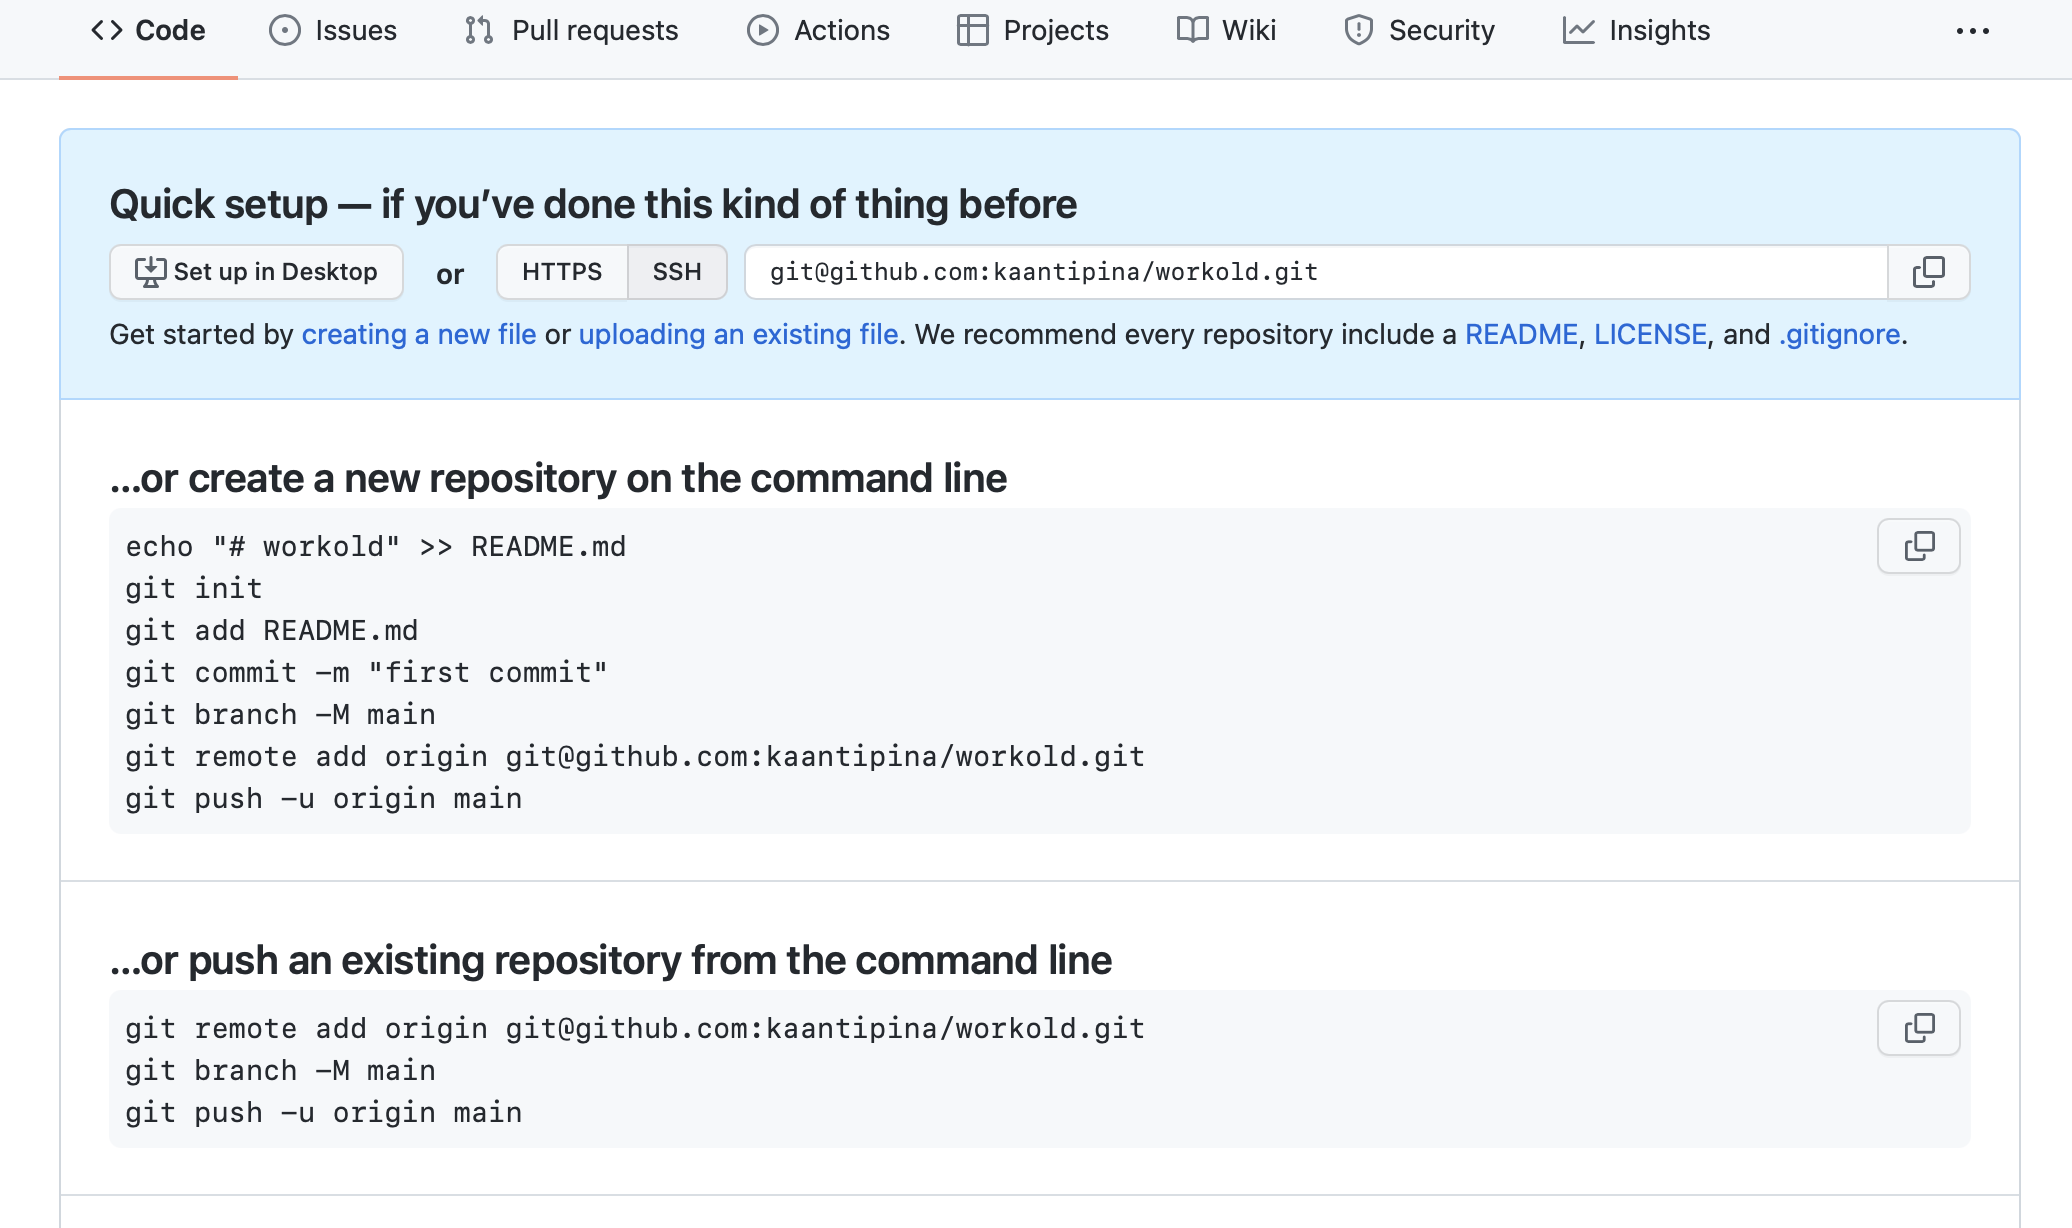 Code Issues Pull requests Actions Projects Wiki Security Insights
Quick setup — if you’ve done this kind of thing before
Set up in Desktop or HTTPS SSH git@github.com:kaantipina/workold.git
Get started by creating a new file or uploading an existing file. We recommend every repository include a README, LICENSE, and .gitignore.
…or create a new repository on the command line
echo "# workold" >> README.md
git init
git add README.md
git commit -m "first commit"
git branch -M main
git remote add origin git@github.com:kaantipina/workold.git
git push -u origin main
…or push an existing repository from the command line
git remote add origin git@github.com:kaantipina/workold.git
git branch -M main
git push -u origin main